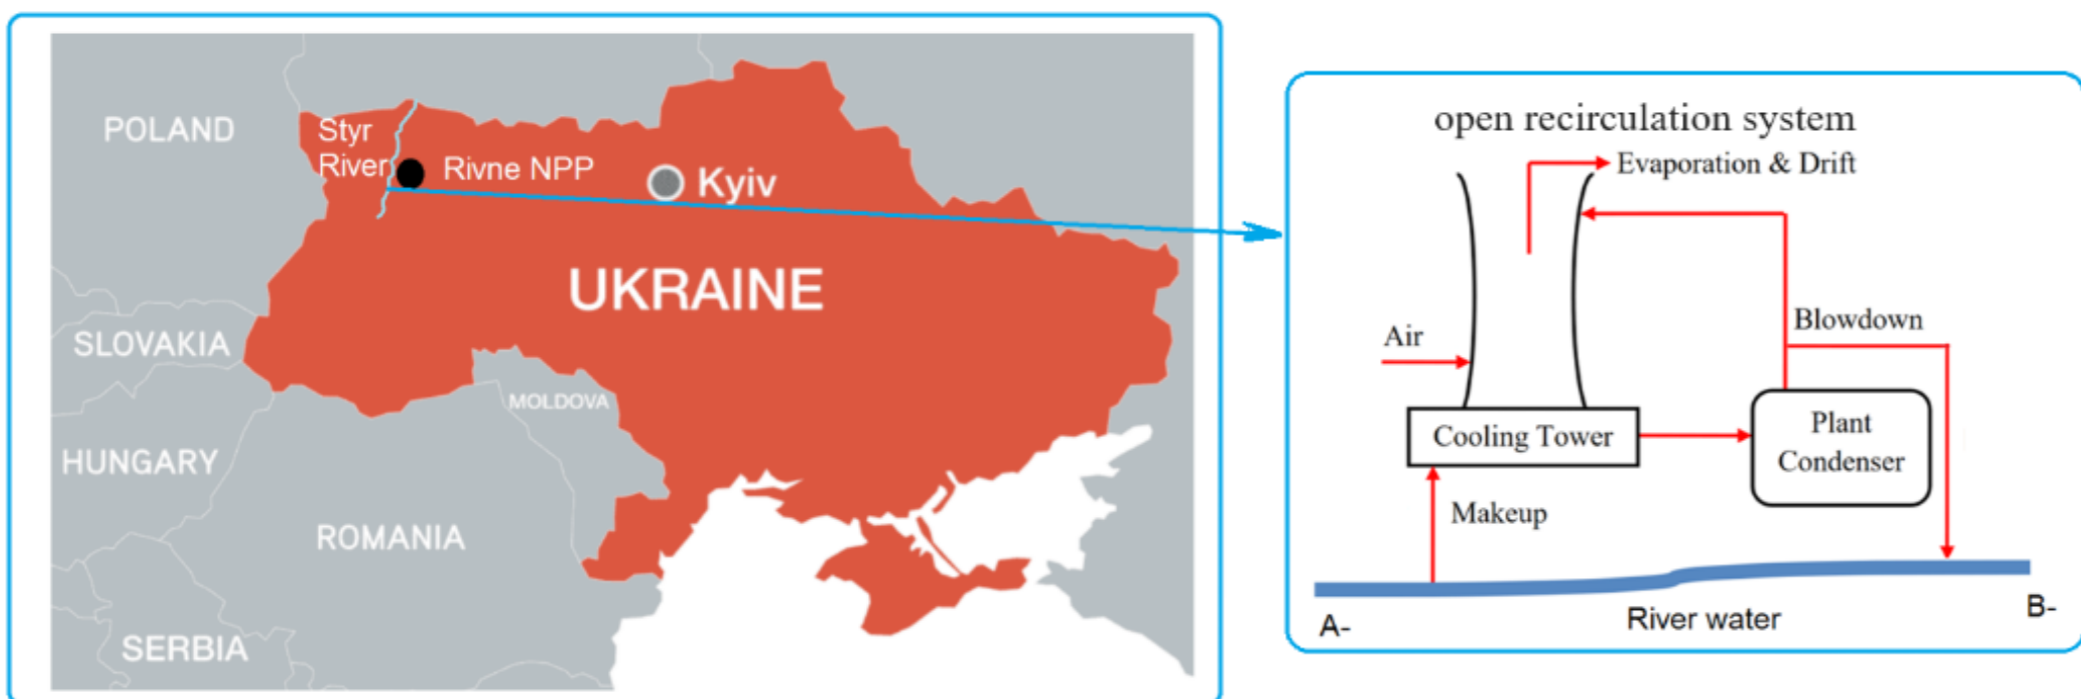 POLAND
Styr
River
Rivne NPP
Kyiv
UKRAINE
SLOVAKIA
MOLDOVA
HUNGARY
ROMANIA
SERBIA
open recirculation system
Evaporation & Drift
Blowdown
Air
Cooling Tower
Plant
Condenser
Makeup
A-
River water
B-